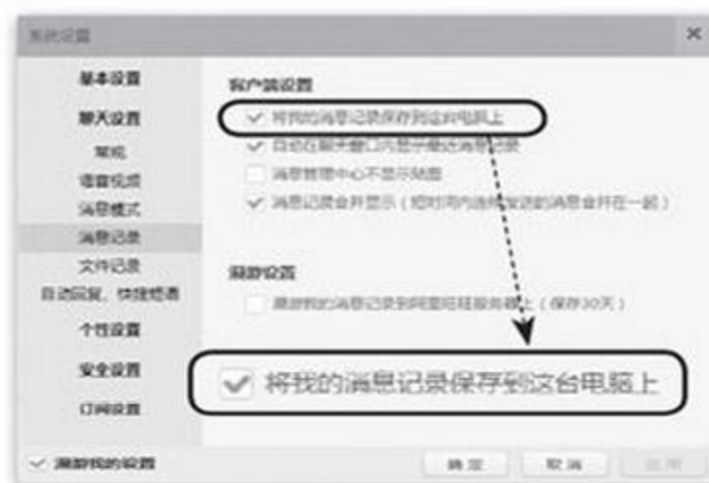 系统设置
基本设置
聊天设置
常规
语音视频
消息模式
消息记录
文件记录
自动回复、快捷短语
个性设置
安全设置
订阅设置
漫游我的设置
客户端设置
将我的消息记录保存到这台电脑上
自动在聊天窗口内显示最近消息记录
消息管理中心不显示贴图
消息记录合并显示（短时间内连续发送的消息合并在一起）
漫游设置
漫游我的消息记录到阿里旺旺服务器上（保存30天）
将我的消息记录保存到这台电脑上
确定
取消
应用